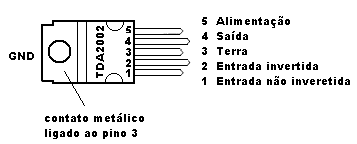 GND
TDA2002
5
4
3
2
1
5 Alimentação
4 Saída
3 Terra
2 Entrada invertida
1 Entrada não inveretida
contato metálico
ligado ao pino 3